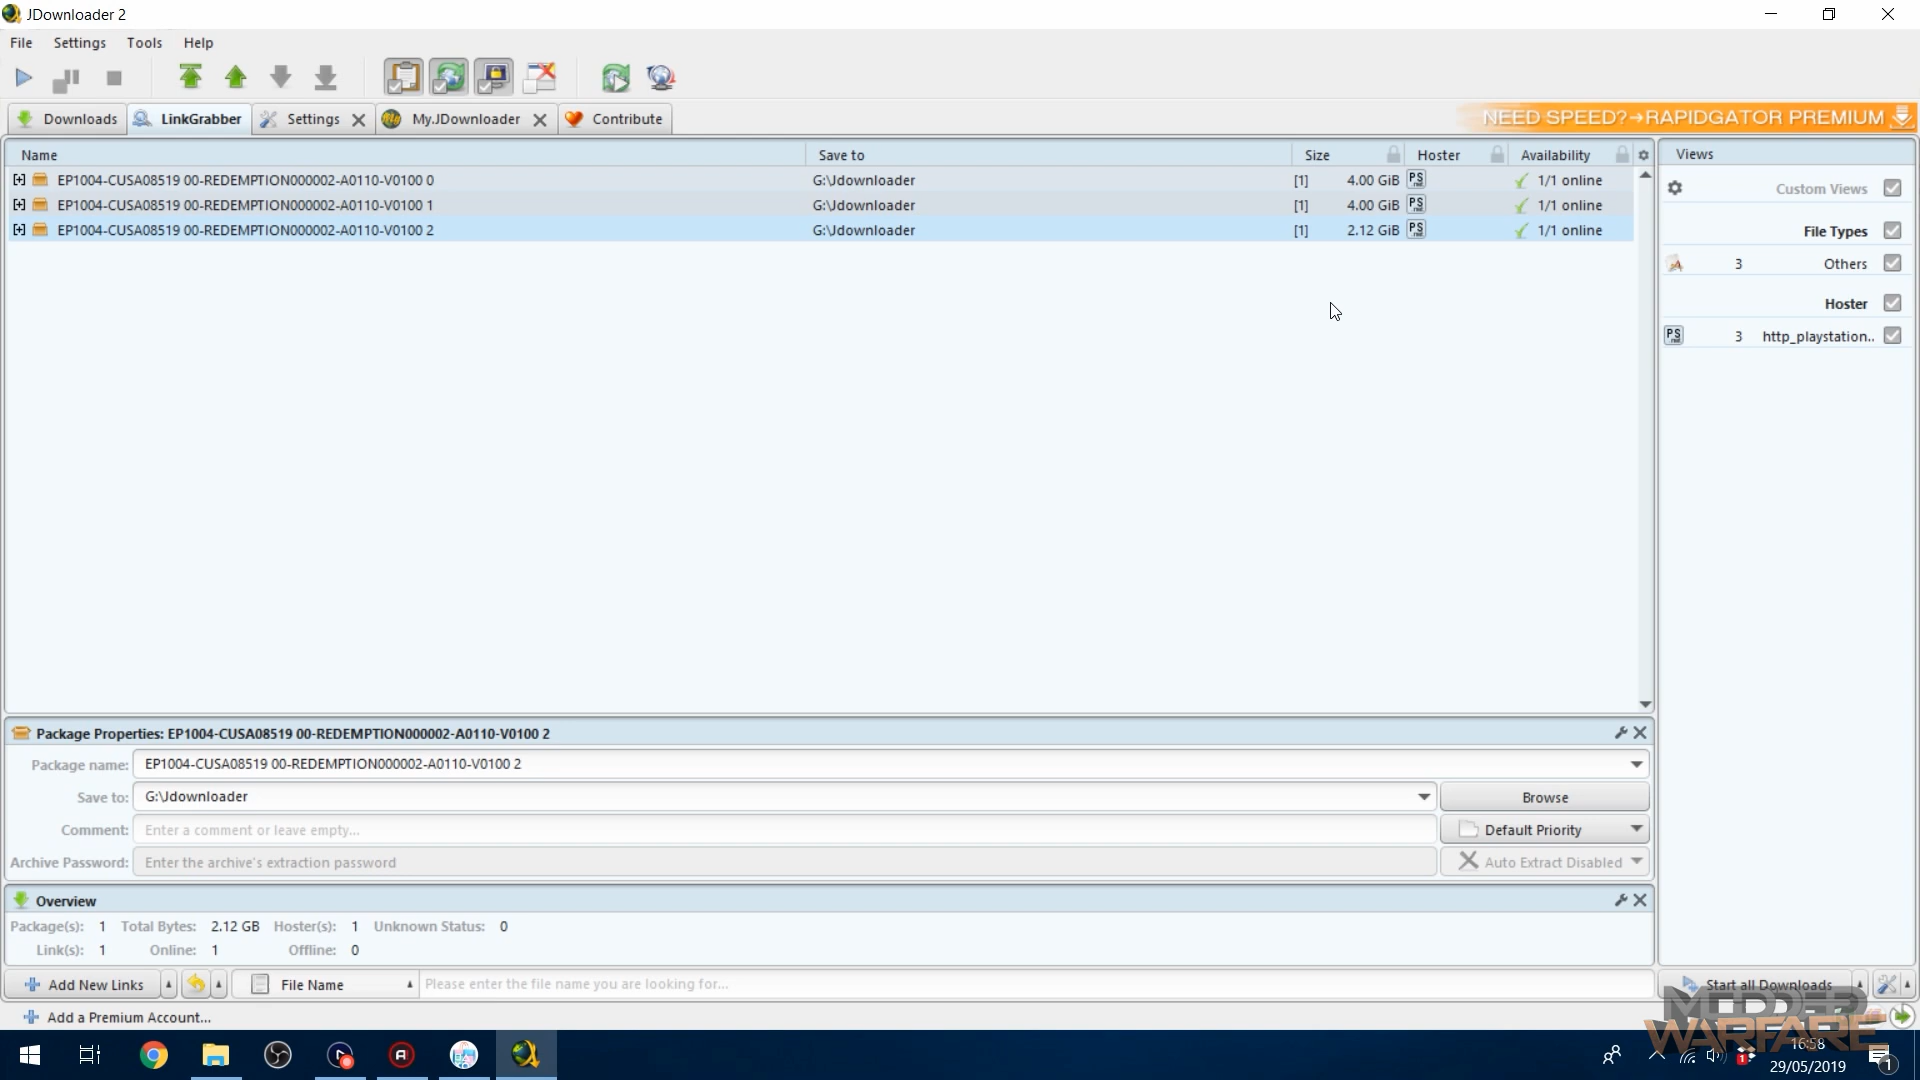 JDownloader 2
File Settings Tools Help
Downloads LinkGrabber Settings My.JDownloader Contribute
NEED SPEED?→RAPIDGATOR PREMIUM
Name Save to Size Hoster Availability
EP1004-CUSA08519 00-REDEMPTION000002-A0110-V0100 0 G:\Jdownloader [1] 4.00 GiB PS 1/1 online
EP1004-CUSA08519 00-REDEMPTION000002-A0110-V0100 1 G:\Jdownloader [1] 4.00 GiB PS 1/1 online
EP1004-CUSA08519 00-REDEMPTION000002-A0110-V0100 2 G:\Jdownloader [1] 2.12 GiB PS 1/1 online
Views
Custom Views
File Types
3 Others
Hoster
PS 3 http_playstation..
Package Properties: EP1004-CUSA08519 00-REDEMPTION000002-A0110-V0100 2
Package name: EP1004-CUSA08519 00-REDEMPTION000002-A0110-V0100 2
Save to: G:\Jdownloader Browse
Comment: Enter a comment or leave empty... Default Priority
Archive Password: Enter the archive's extraction password Auto Extract Disabled
Overview
Package(s): 1 Total Bytes: 2.12 GB Hoster(s): 1 Unknown Status: 0
Link(s): 1 Online: 1 Offline: 0
Add New Links File Name Please enter the file name you are looking for... Start all Downloads
Add a Premium Account...
MODDED
WARFARE
16:58
29/05/2019
1
1